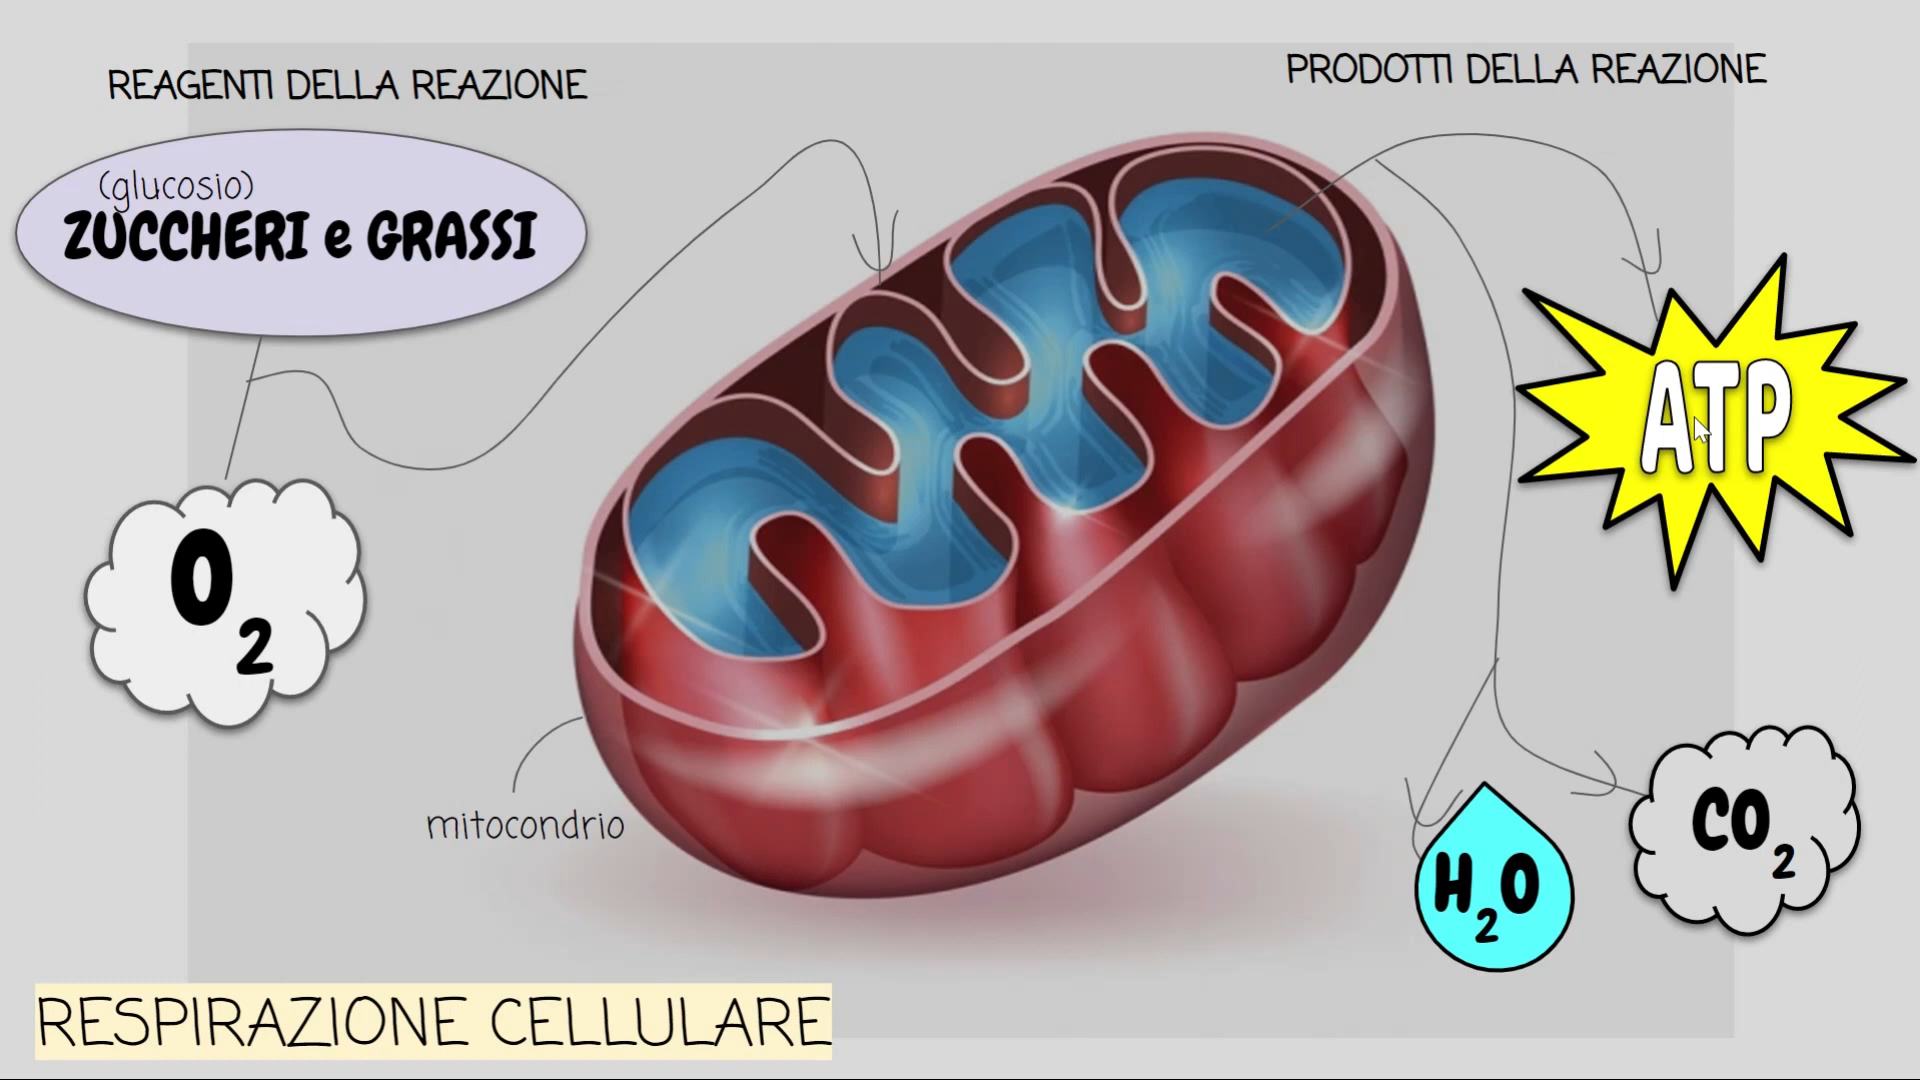 REAGENTI DELLA REAZIONE
PRODOTTI DELLA REAZIONE
(glucosio)
ZUCCHERI e GRASSI
O2
ATP
mitocondrio
H2O
CO2
RESPIRAZIONE CELLULARE